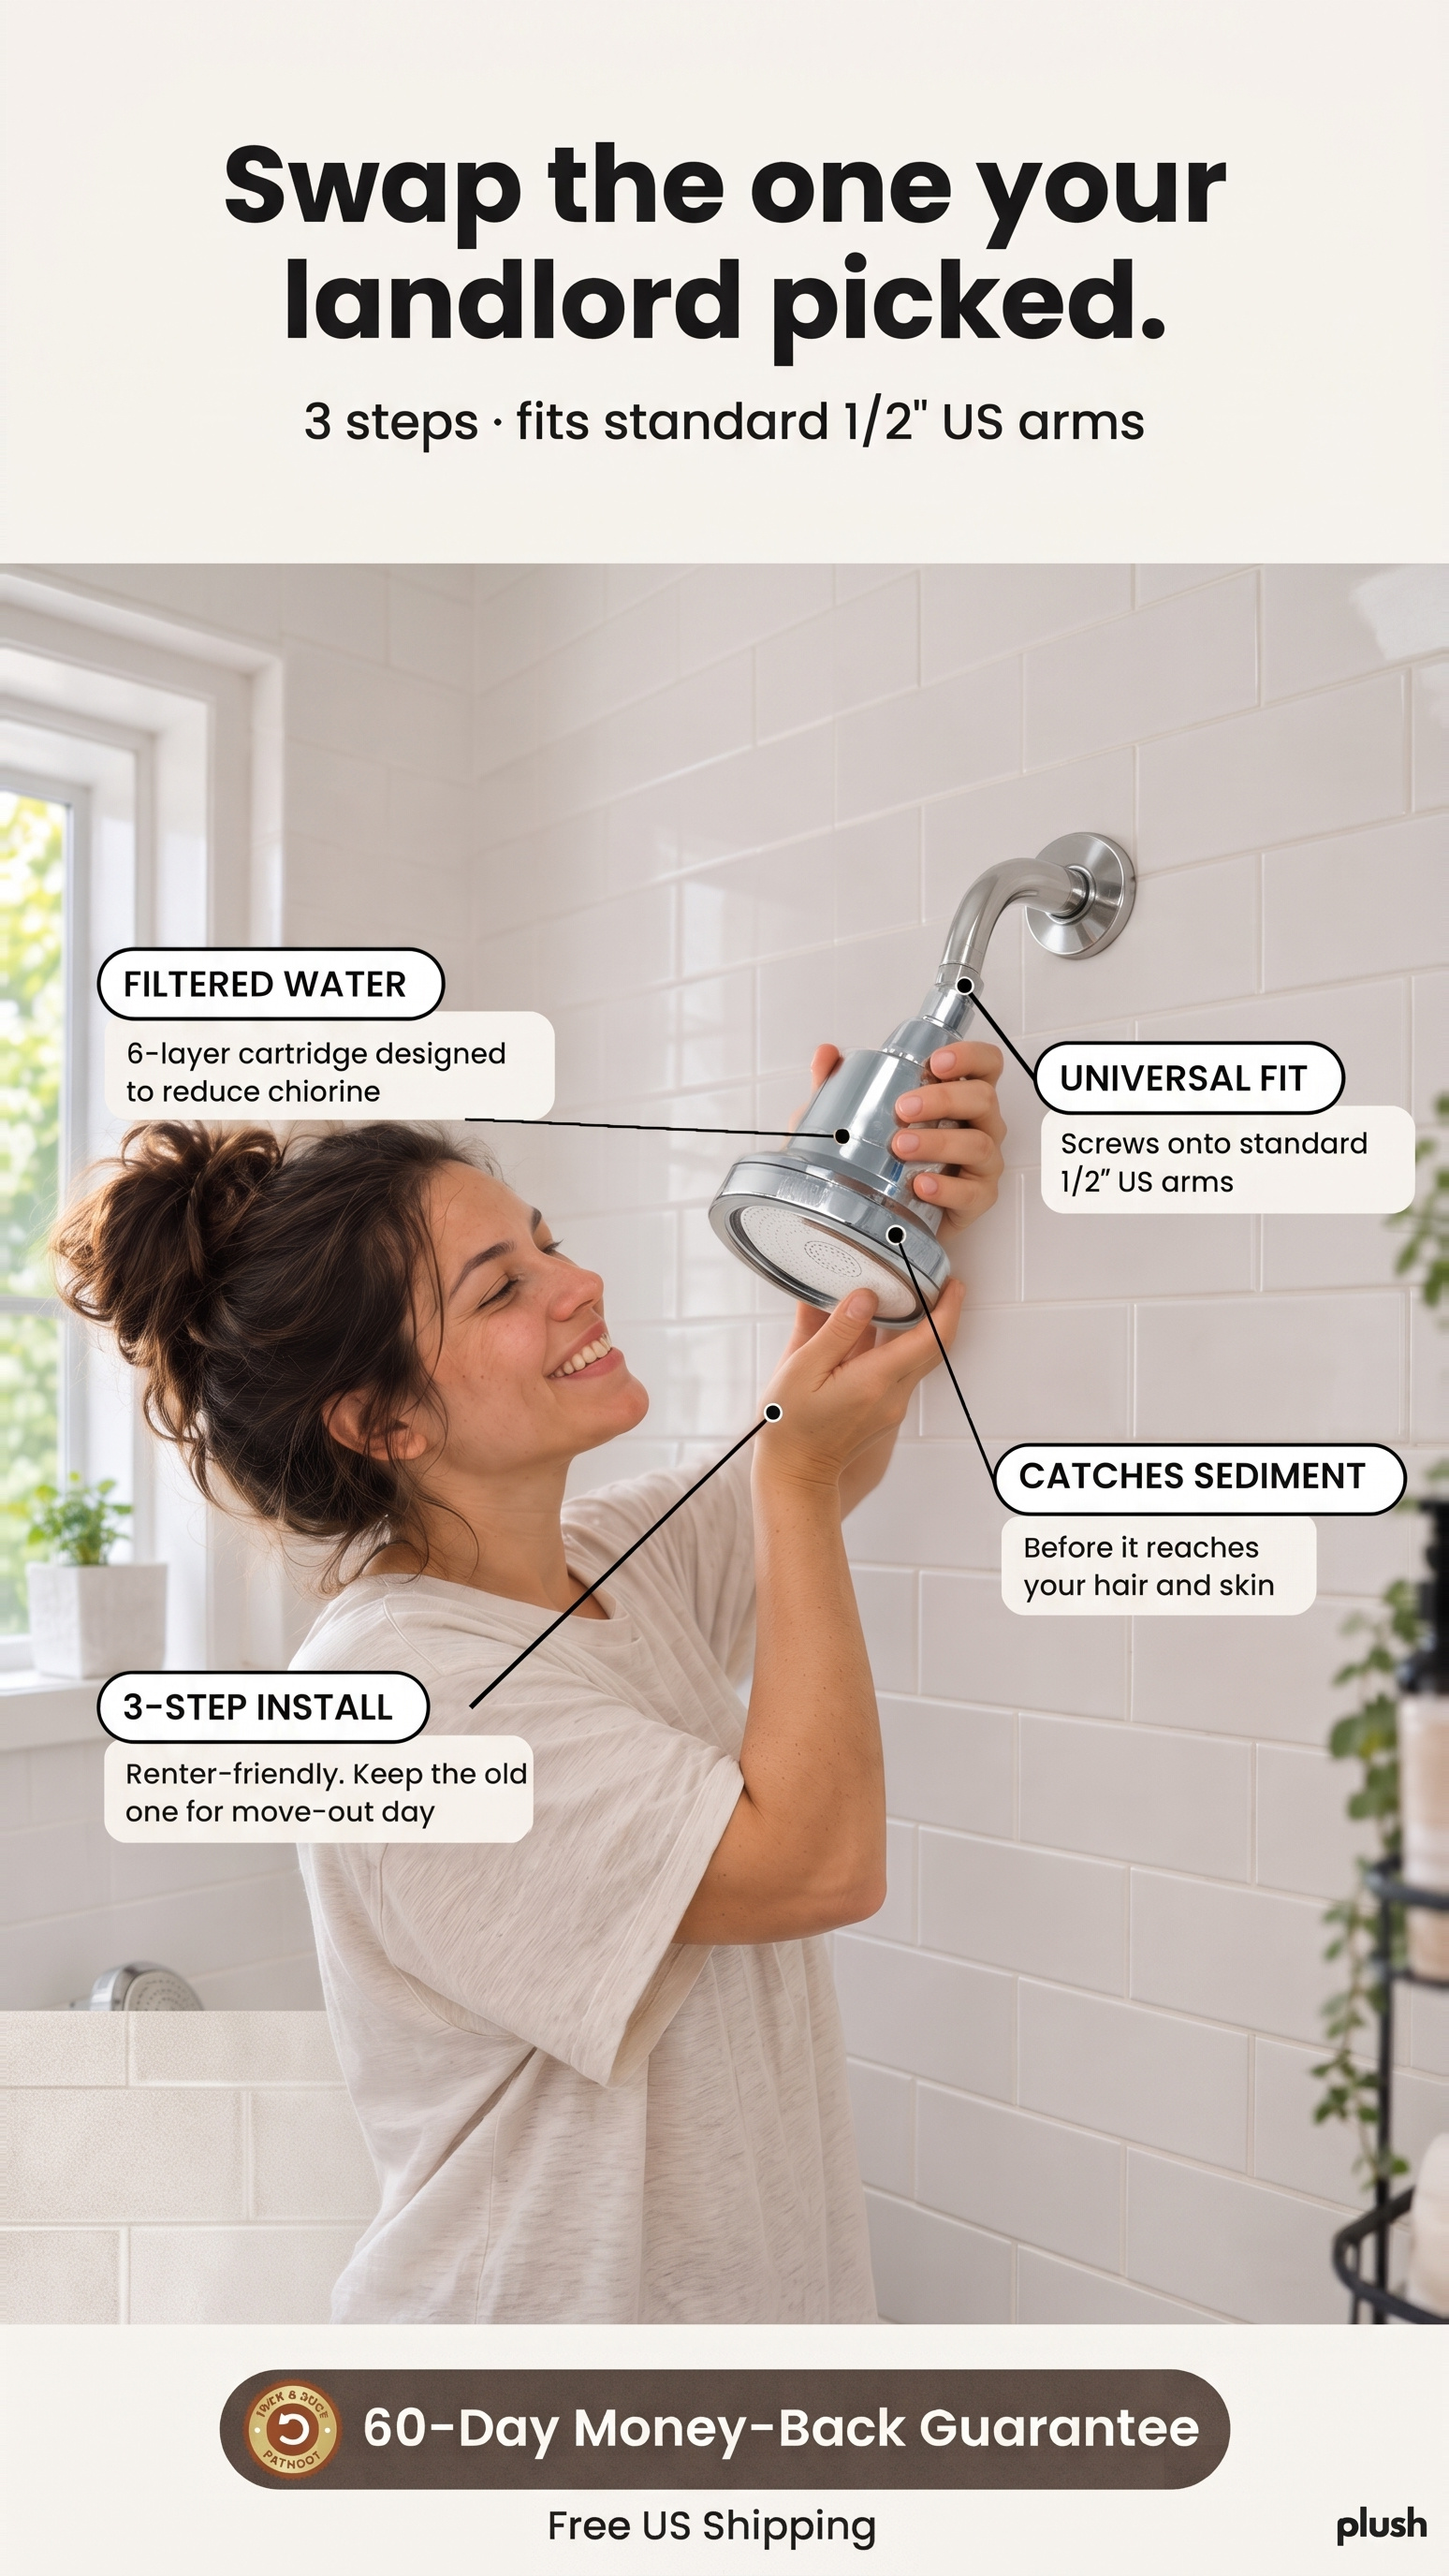 Swap the one your
landlord picked.
3 steps · fits standard 1/2" US arms
FILTERED WATER
6-layer cartridge designed
to reduce chlorine
UNIVERSAL FIT
Screws onto standard
1/2" US arms
CATCHES SEDIMENT
Before it reaches
your hair and skin
3-STEP INSTALL
Renter-friendly. Keep the old
one for move-out day
60-Day Money-Back Guarantee
Free US Shipping
plush